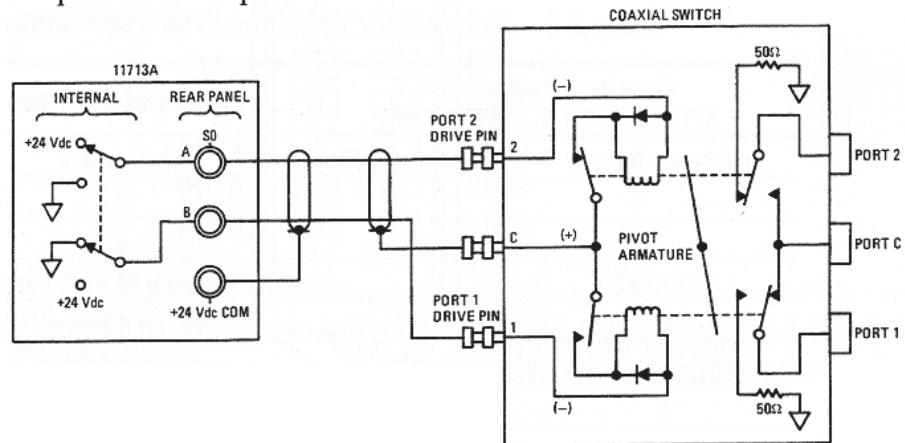 COAXIAL SWITCH
11713A
INTERNAL
REAR PANEL
S0
+24 Vdc
A
B
+24 Vdc
+24 Vdc COM
PORT 2
DRIVE PIN
2
(−)
C
(+)
PORT 1
DRIVE PIN
1
(−)
PIVOT
ARMATURE
50Ω
50Ω
PORT 2
PORT C
PORT 1